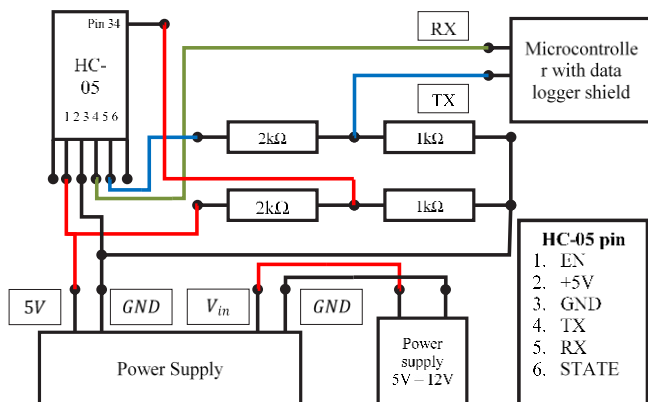 Pin 34
HC-
05
1 2 3 4 5 6
RX
TX
Microcontrolle
r with data
logger shield
2kΩ
1kΩ
2kΩ
1kΩ
5V
GND
Vin
GND
Power Supply
Power
supply
5V – 12V
HC-05 pin
1. EN
2. +5V
3. GND
4. TX
5. RX
6. STATE